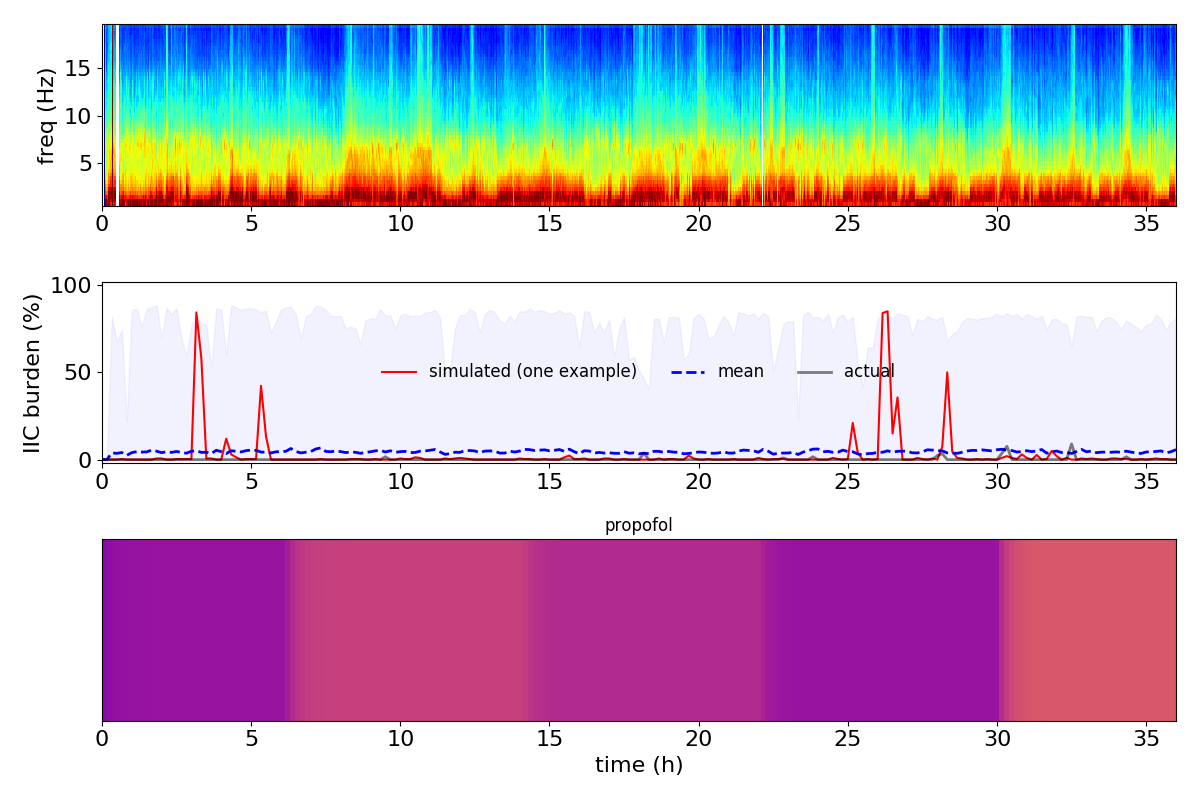 freq (Hz)
15
10
5
0 5 10 15 20 25 30 35
IIC burden (%)
100
50
0
simulated (one example) mean actual
0 5 10 15 20 25 30 35
propofol
0 5 10 15 20 25 30 35
time (h)